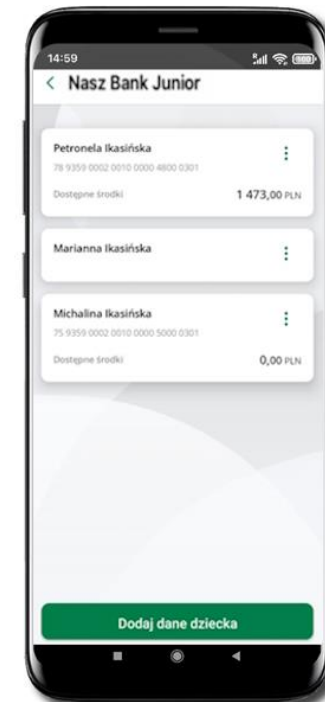 14:59
Nasz Bank Junior
Petronela Ikasińska
78 9359 0002 0010 0000 4800 0301
Dostępne środki 1 473,00 PLN
Marianna Ikasińska
Michalina Ikasińska
75 9359 0002 0010 0000 5000 0301
Dostępne środki 0,00 PLN
Dodaj dane dziecka